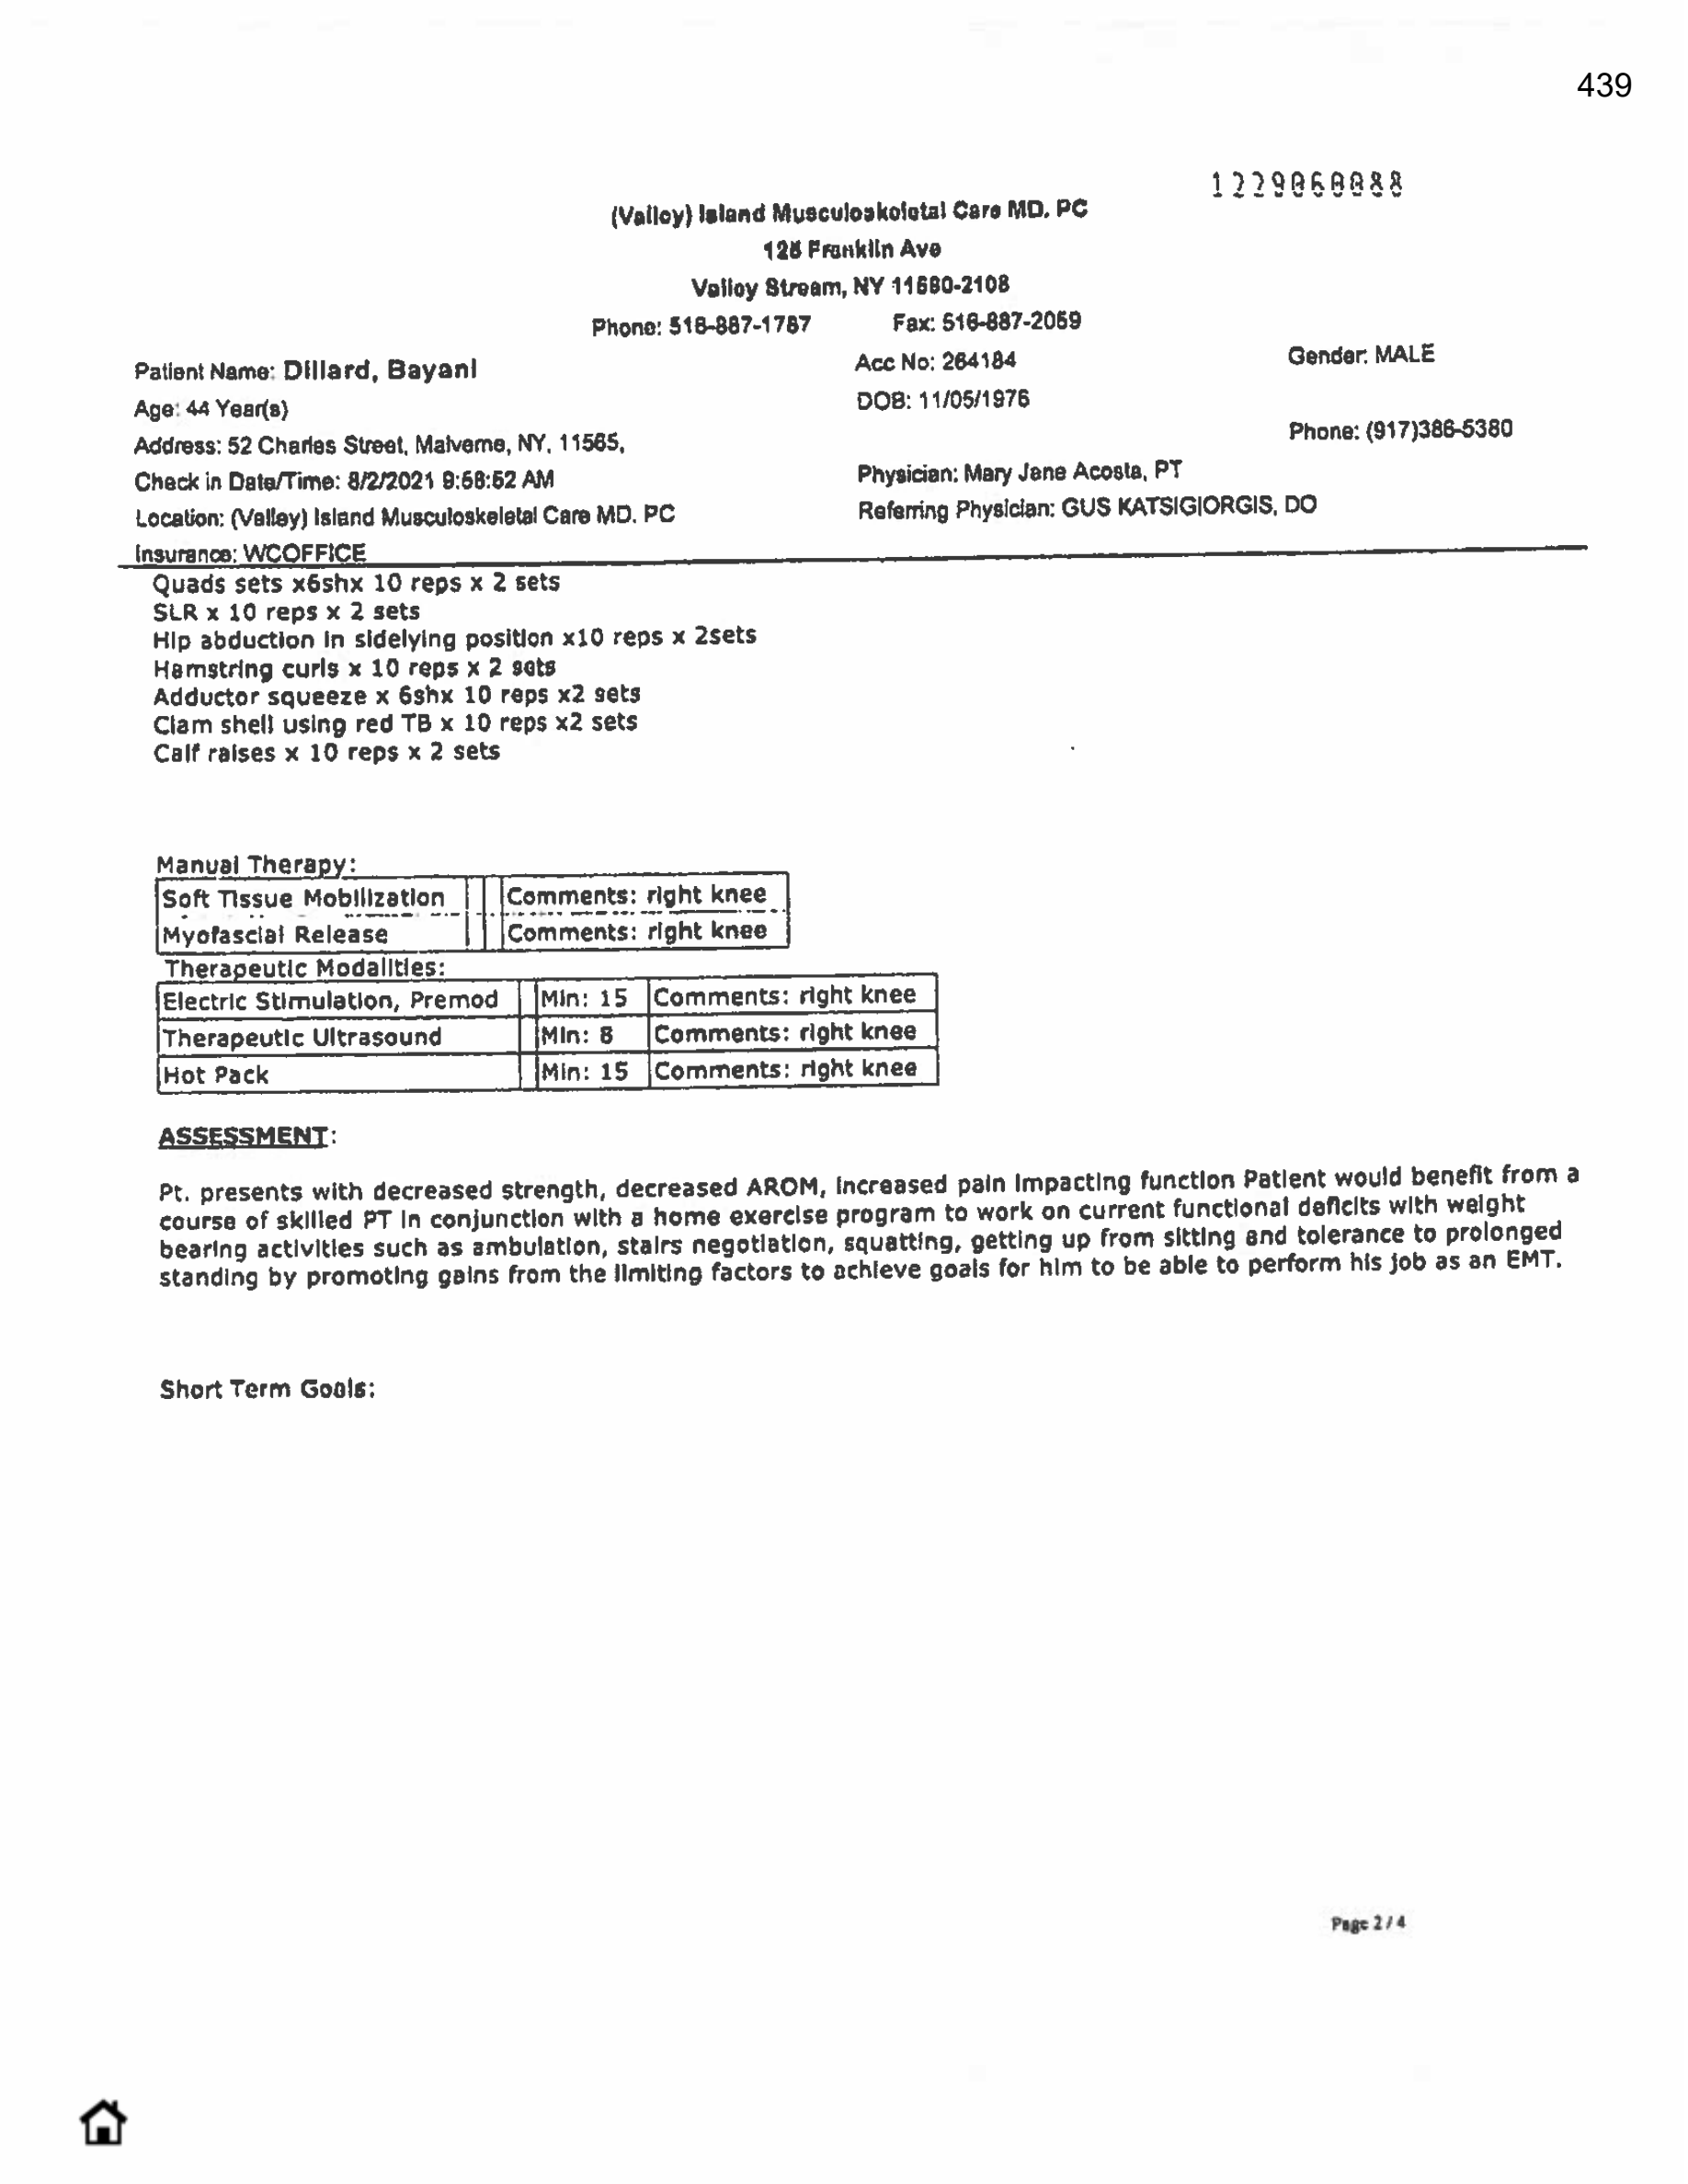 439
(Valley) Island Musculoskeletal Care MD. PC
Franklin Ave
Valley Stream, NY 11580-2108
Phone: 516-887-1787 Fax: 516-887-2059
Patient Name: Dillard, Bayani Acc No: 264184 Gender: MALE
Age: 44 Year(s) DOB: 11/05/1976
Address: 52 Charles Street, Malverne, NY, 11565, Phone: (917)386-5380
Check in Date/Time: 8/2/2021 9:58:52 AM Physician: Mary Jane Acosta, PT
Location: (Valley) Island Musculoskeletal Care MD. PC Referring Physician: GUS KATSIGIORGIS, DO
Insurance: WCOFFICE
Quads sets x6shx 10 reps x 2 sets
SLR x 10 reps x 2 sets
Hip abduction in sidelying position x10 reps x 2sets
Hamstring curls x 10 reps x 2 sets
Adductor squeeze x 6shx 10 reps x2 sets
Clam shell using red TB x 10 reps x2 sets
Calf raises x 10 reps x 2 sets
Manual Therapy:
Soft Tissue Mobilization Comments: right knee
Myofascial Release Comments: right knee
Therapeutic Modalities:
Electric Stimulation, Premod Min: 15 Comments: right knee
Therapeutic Ultrasound Min: 8 Comments: right knee
Hot Pack Min: 15 Comments: right knee
ASSESSMENT:
Pt. presents with decreased strength, decreased AROM, increased pain impacting function Patient would benefit from a
course of skilled PT in conjunction with a home exercise program to work on current functional deficits with weight
bearing activities such as ambulation, stairs negotiation, squatting, getting up from sitting and tolerance to prolonged
standing by promoting gains from the limiting factors to achieve goals for him to be able to perform his job as an EMT.
Short Term Goals:
Page 2 / 4